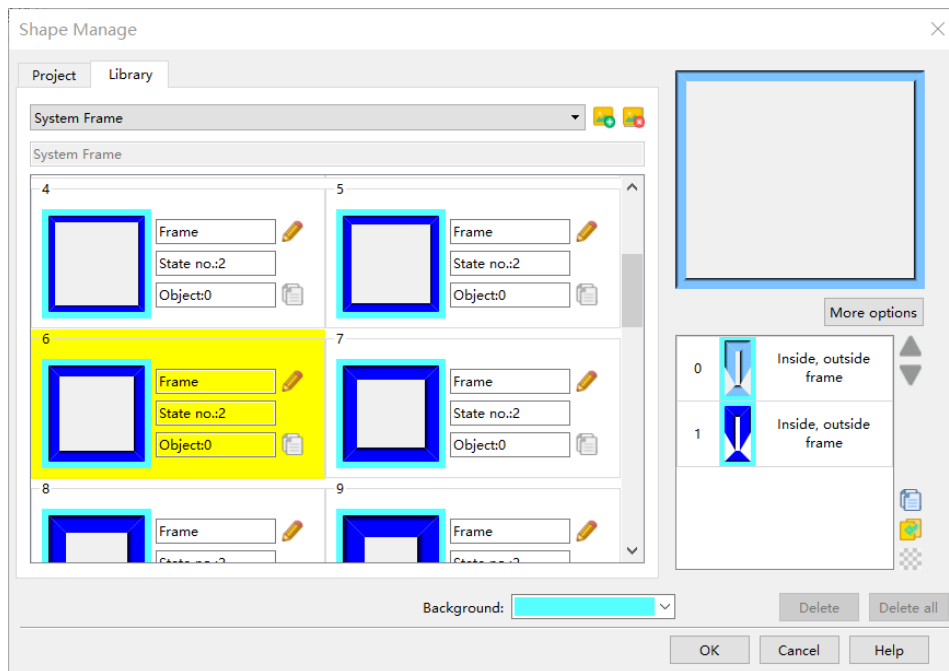 Shape Manage
Project
Library
System Frame
System Frame
4
Frame
State no.:2
Object:0
5
Frame
State no.:2
Object:0
6
Frame
State no.:2
Object:0
7
Frame
State no.:2
Object:0
8
Frame
9
Frame
More options
0
Inside, outside
frame
1
Inside, outside
frame
Background:
Delete
Delete all
OK
Cancel
Help